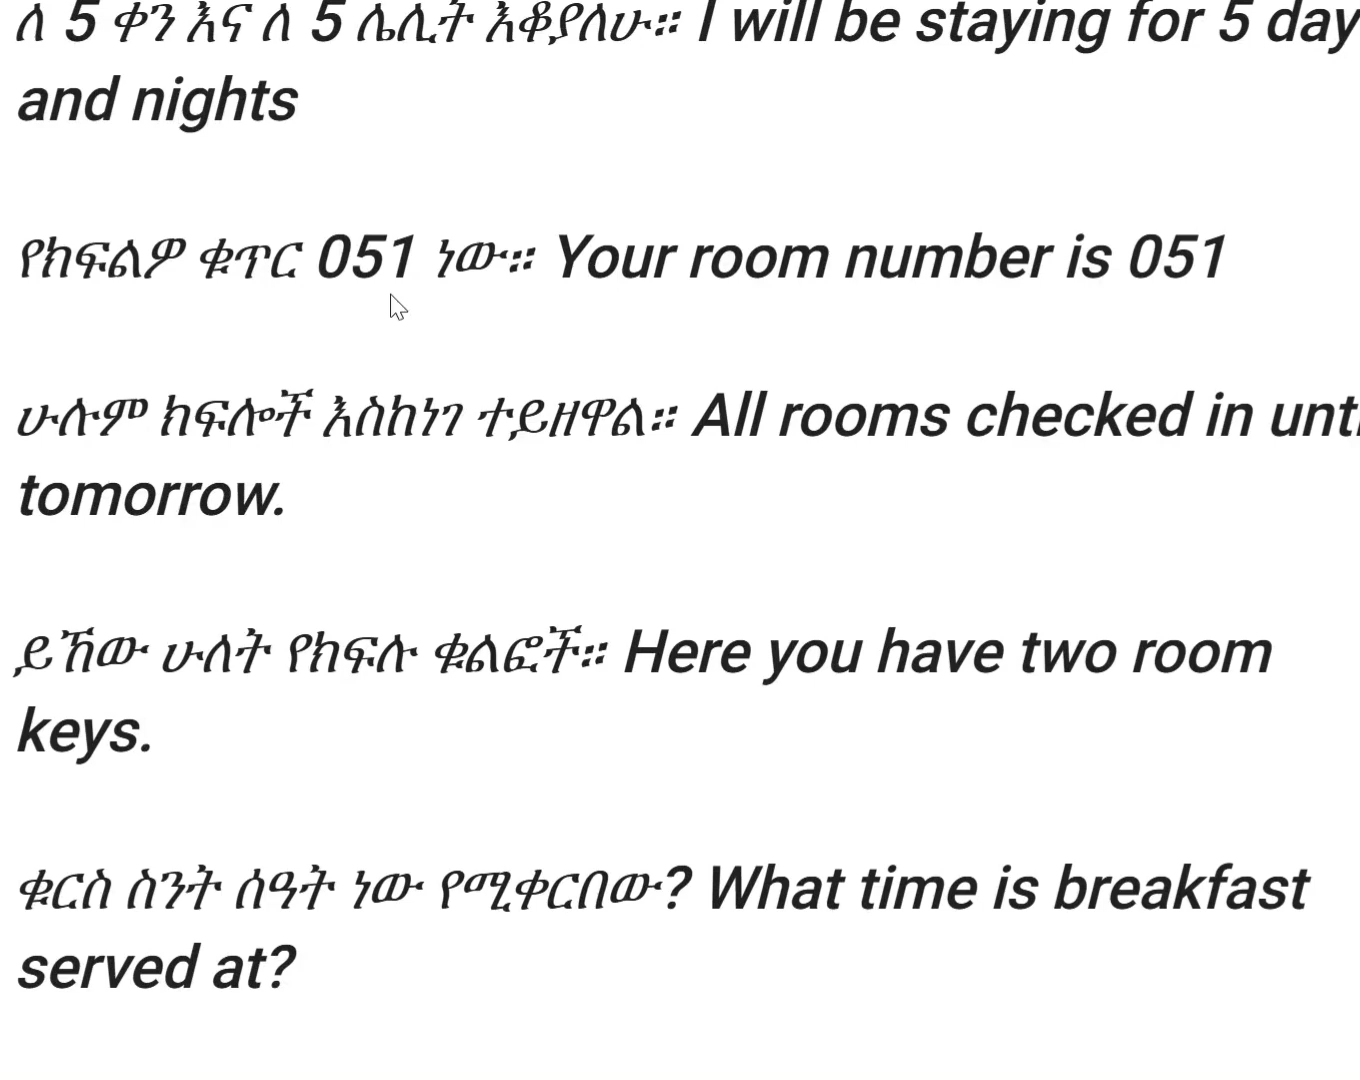 ለ 5 ቀን እና ለ 5 ሌሊት እቆያለሁ። I will be staying for 5 day
and nights
የክፍልዎ ቁጥር 051 ነው። Your room number is 051
ሁሉም ክፍሎች እስከነገ ተይዘዋል። All rooms checked in unti
tomorrow.
ይኸው ሁለት የክፍሉ ቁልፎች። Here you have two room
keys.
ቁርስ ስንት ሰዓት ነው የሚቀርበው? What time is breakfast
served at?